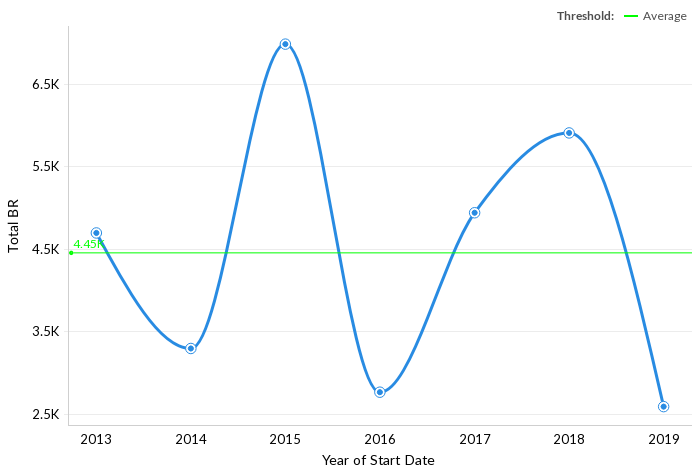 Threshold: Average
Total BR
6.5K
5.5K
4.5K
3.5K
2.5K
4.45K
2013 2014 2015 2016 2017 2018 2019
Year of Start Date